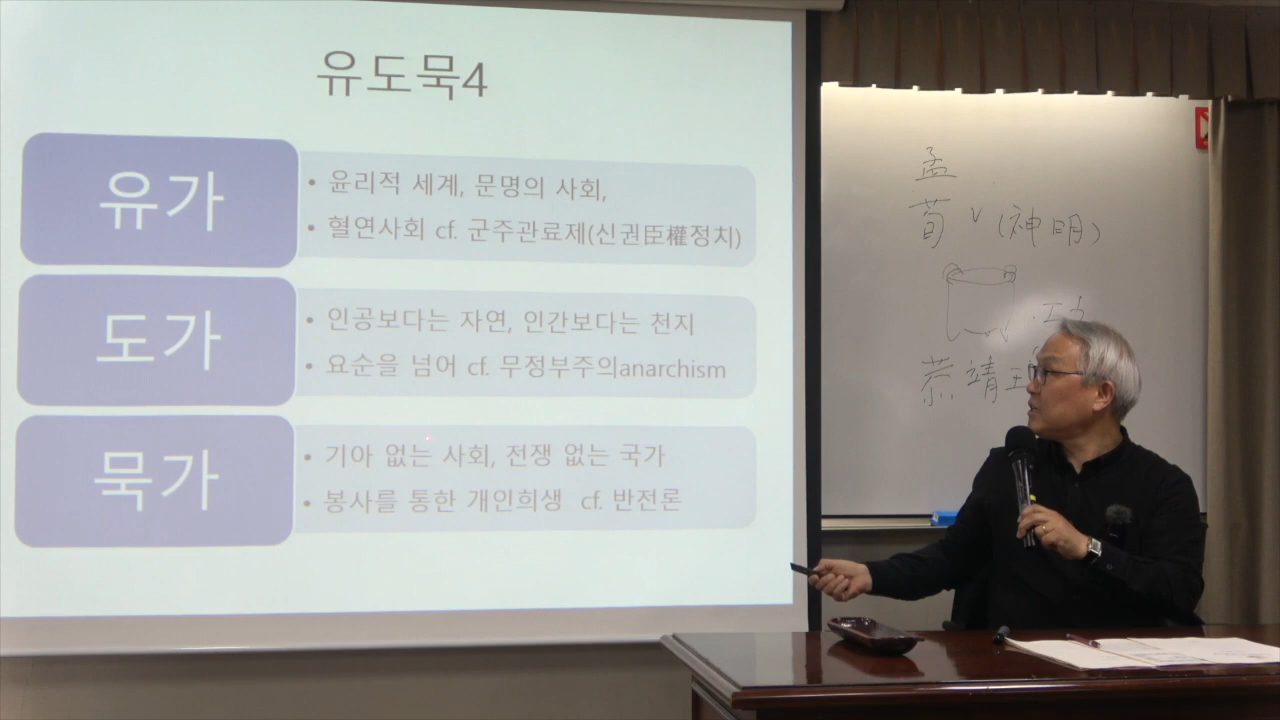 유도묵4
유가
• 윤리적 세계, 문명의 사회,
• 혈연사회 cf. 군주관료제(신권臣權정치)
도가
• 인공보다는 자연, 인간보다는 천지
• 요순을 넘어 cf. 무정부주의anarchism
묵가
• 기아 없는 사회, 전쟁 없는 국가
• 봉사를 통한 개인희생 cf. 반전론
孟
荀 v (神明)
恭靖王